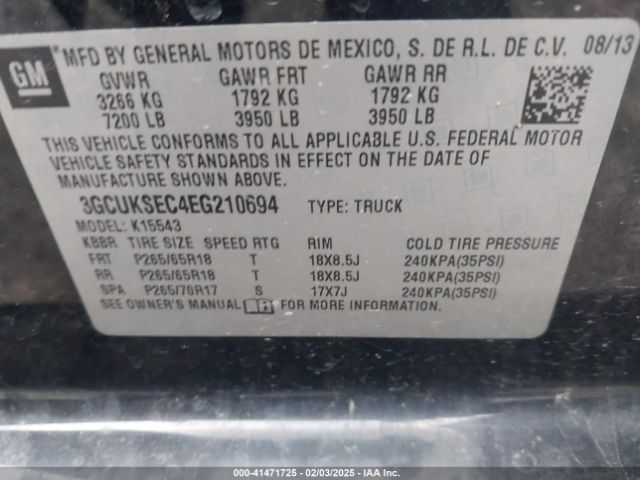 GM *MFD BY GENERAL MOTORS DE MEXICO, S. DE R.L. DE C.V. 08/13
GVWR GAWR FRT GAWR RR
3266 KG 1792 KG 1792 KG
7200 LB 3950 LB 3950 LB
THIS VEHICLE CONFORMS TO ALL APPLICABLE U.S. FEDERAL MOTOR
VEHICLE SAFETY STANDARDS IN EFFECT ON THE DATE OF
MANUFACTURE SHOWN ABOVE.
3GCUKSEC4EG210694 TYPE: TRUCK
MODEL: K15543
KBBR TIRE SIZE SPEED RTG RIM COLD TIRE PRESSURE
FRT P265/65R18 T 18X8.5J 240KPA(35PSI)
RR P265/65R18 T 18X8.5J 240KPA(35PSI)
SPA P265/70R17 S 17X7J 240KPA(35PSI)
SEE OWNER'S MANUAL FOR MORE INFORMATION.
000-41471725 - 02/03/2025 - IAA Inc.